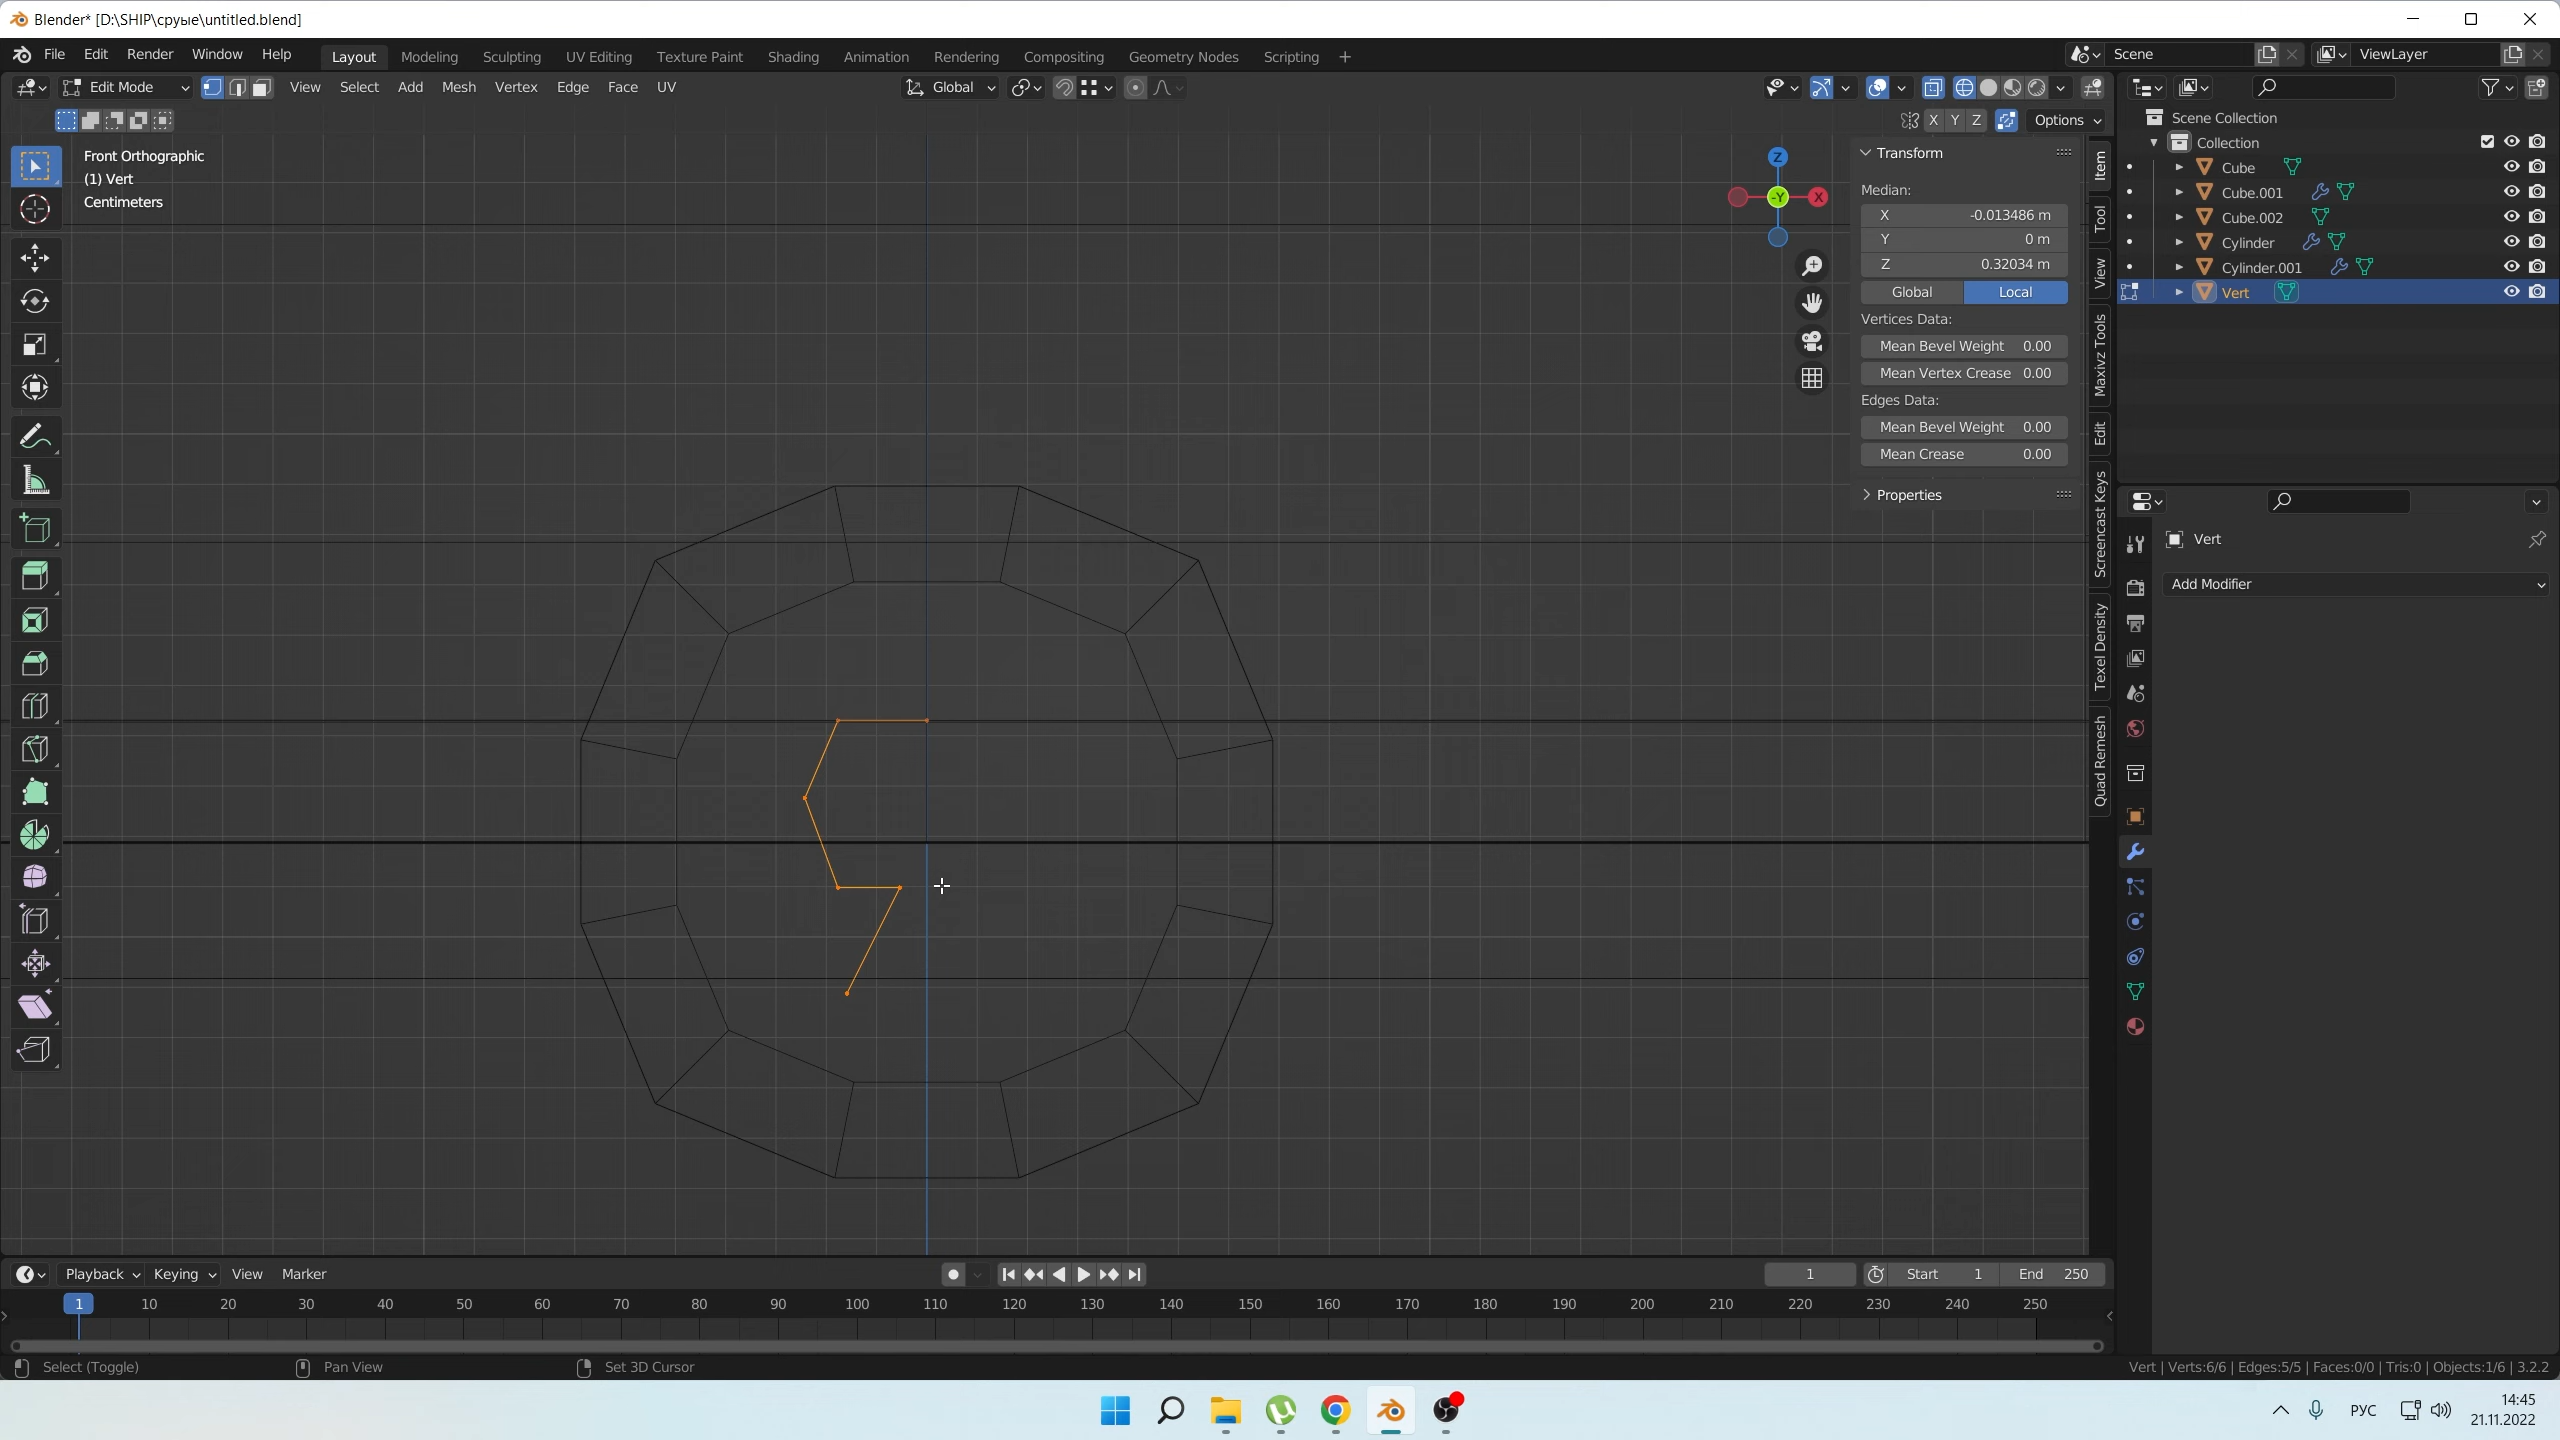 Blender* [D:\SHIP\сруые\untitled.blend]
File Edit Render Window Help Layout Modeling Sculpting UV Editing Texture Paint Shading Animation Rendering Compositing Geometry Nodes Scripting + Scene ViewLayer
Edit Mode View Select Add Mesh Vertex Edge Face UV Global
X Y Z Options
Front Orthographic
(1) Vert
Centimeters
Z
-Y X
Transform
Median:
X -0.013486 m
Y 0 m
Z 0.32034 m
Global Local
Vertices Data:
Mean Bevel Weight 0.00
Mean Vertex Crease 0.00
Edges Data:
Mean Bevel Weight 0.00
Mean Crease 0.00
Properties
Item
Tool
View
Maxivz Tools
Edit
Screencast Keys
Texel Density
Quad Remesh
Scene Collection
Collection
Cube
Cube.001
Cube.002
Cylinder
Cylinder.001
Vert
Vert
Add Modifier
Playback Keying View Marker 1 Start 1 End 250
1 10 20 30 40 50 60 70 80 90 100 110 120 130 140 150 160 170 180 190 200 210 220 230 240 250
Select (Toggle) Pan View Set 3D Cursor Vert | Verts:6/6 | Edges:5/5 | Faces:0/0 | Tris:0 | Objects:1/6 | 3.2.2
РУС
14:45
21.11.2022